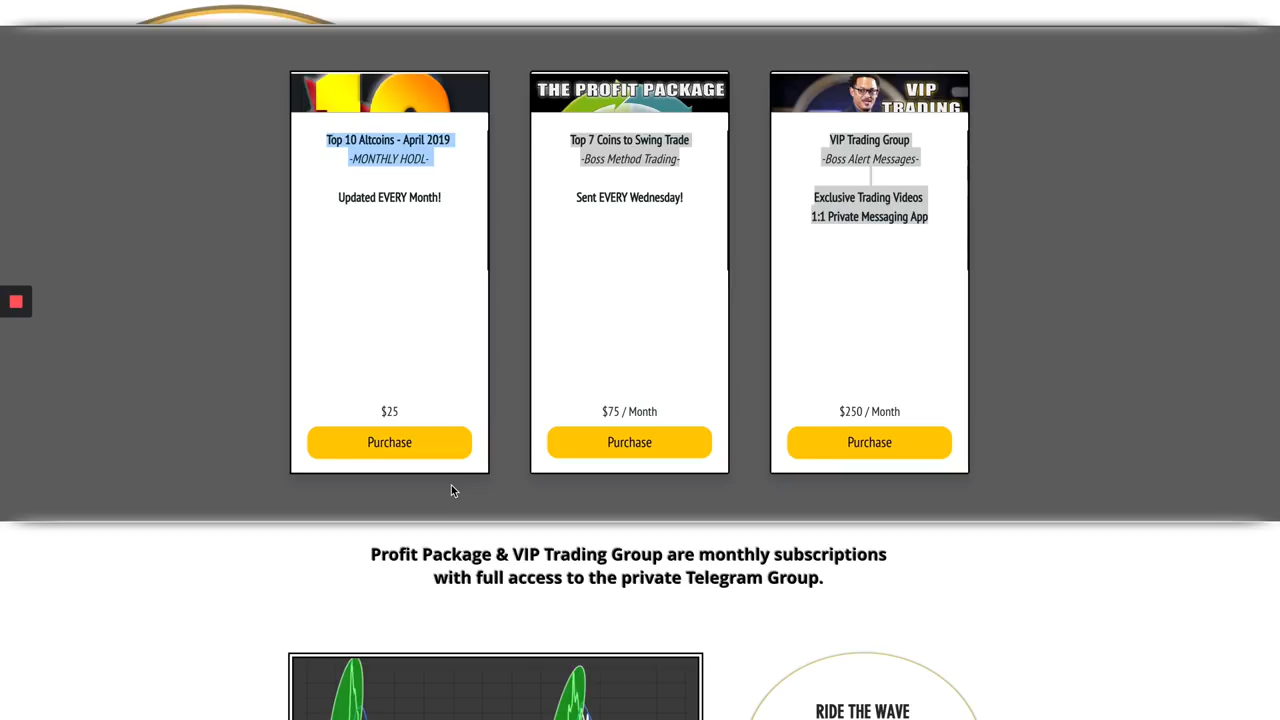 10
THE PROFIT PACKAGE
VIP
TRADING
Top 10 Altcoins - April 2019
-MONTHLY HODL-
Updated EVERY Month!
$25
Purchase
Top 7 Coins to Swing Trade
-Boss Method Trading-
Sent EVERY Wednesday!
$75 / Month
Purchase
VIP Trading Group
-Boss Alert Messages-
Exclusive Trading Videos
1:1 Private Messaging App
$250 / Month
Purchase
Profit Package & VIP Trading Group are monthly subscriptions
with full access to the private Telegram Group.
RIDE THE WAVE